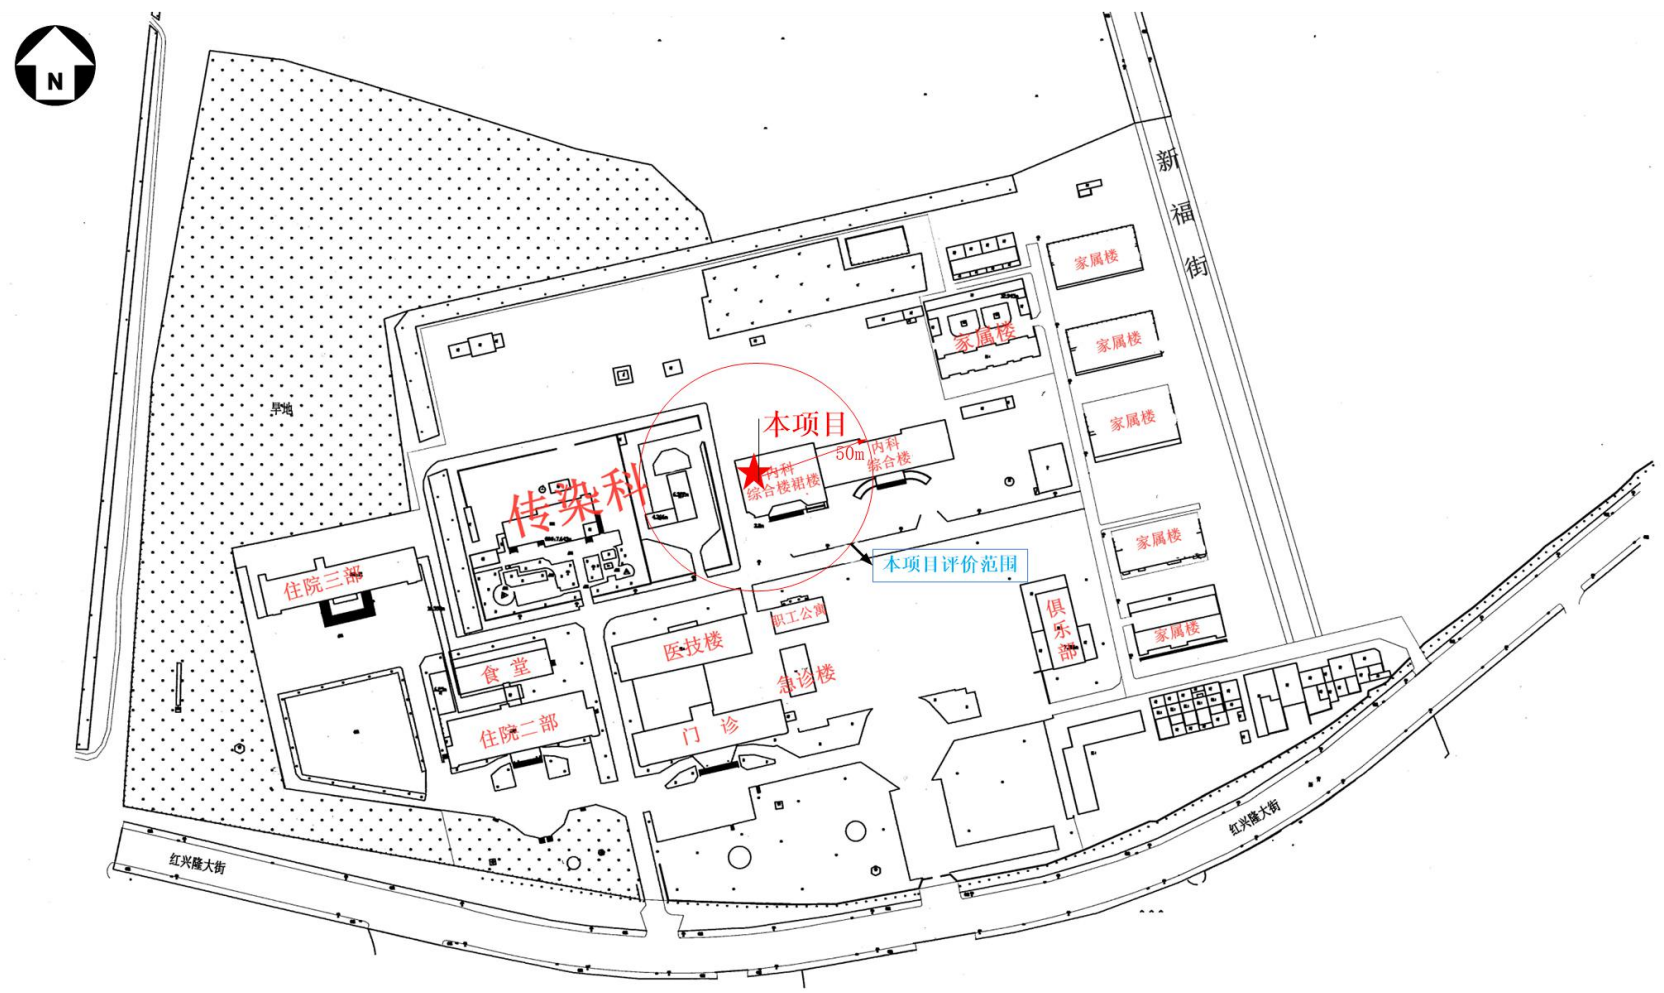 N
新福街
家属楼
家属楼
家属楼
家属楼
旱地
本项目
50m
内科
综合楼
内科
综合楼裙楼
传染科
家属楼
本项目评价范围
住院三部
俱乐部
职工公寓
家属楼
医技楼
食堂
急诊楼
住院二部
门诊
红兴隆大街
红兴隆大街